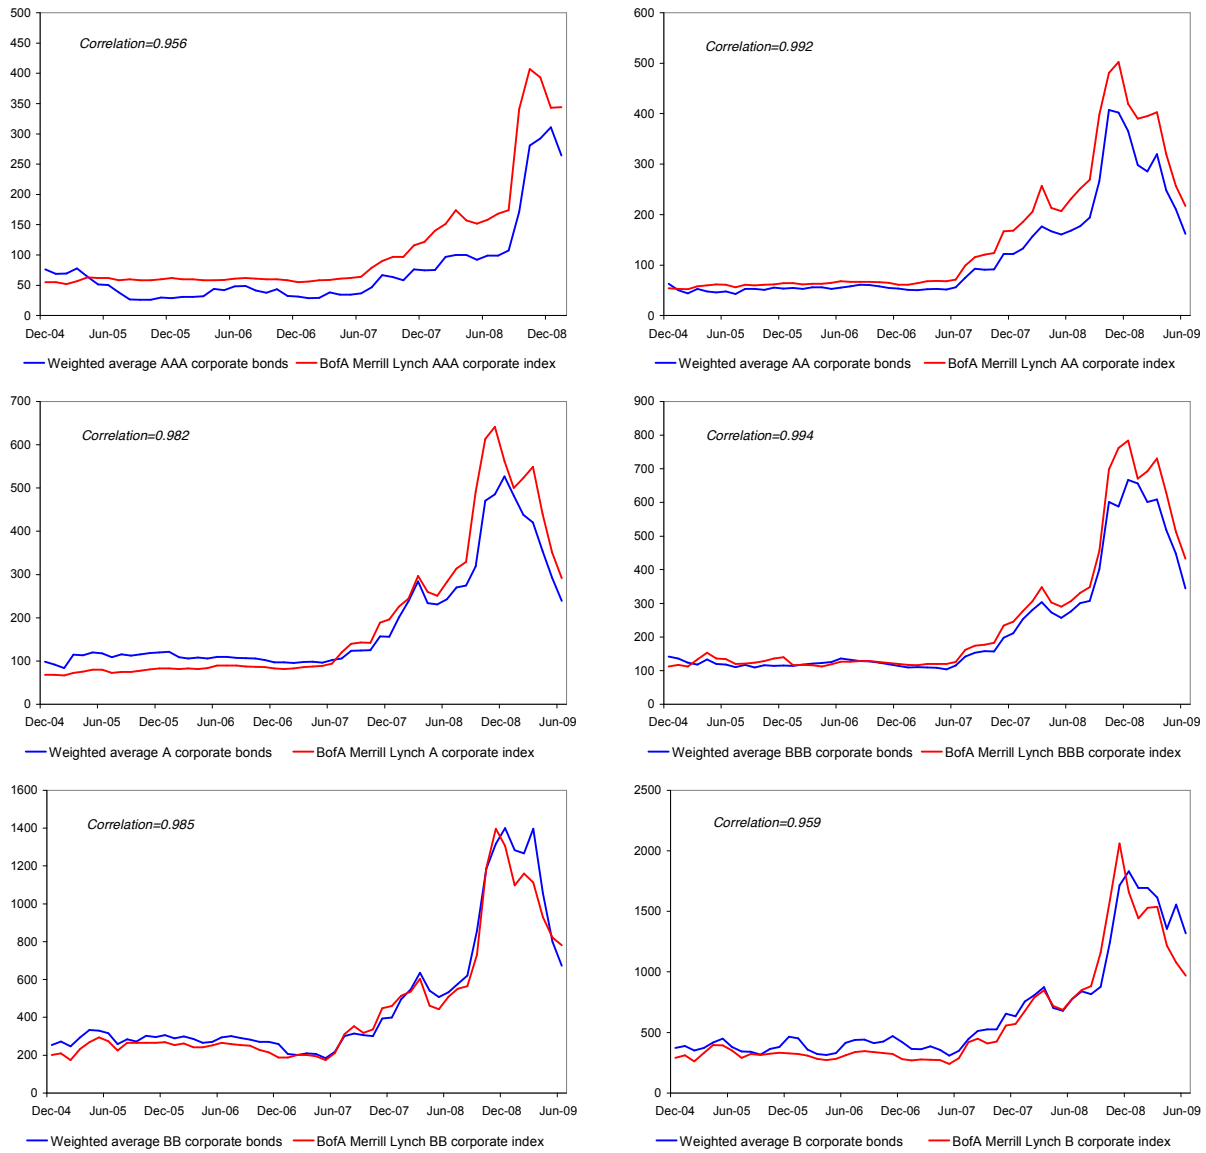 500
450
400
350
300
250
200
150
100
50
0
Correlation=0.956
Dec-04 Jun-05 Dec-05 Jun-06 Dec-06 Jun-07 Dec-07 Jun-08 Dec-08
Weighted average AAA corporate bonds BofA Merrill Lynch AAA corporate index
600
500
400
300
200
100
0
Correlation=0.992
Dec-04 Jun-05 Dec-05 Jun-06 Dec-06 Jun-07 Dec-07 Jun-08 Dec-08 Jun-09
Weighted average AA corporate bonds BofA Merrill Lynch AA corporate index
700
600
500
400
300
200
100
0
Correlation=0.982
Dec-04 Jun-05 Dec-05 Jun-06 Dec-06 Jun-07 Dec-07 Jun-08 Dec-08 Jun-09
Weighted average A corporate bonds BofA Merrill Lynch A corporate index
900
800
700
600
500
400
300
200
100
0
Correlation=0.994
Dec-04 Jun-05 Dec-05 Jun-06 Dec-06 Jun-07 Dec-07 Jun-08 Dec-08 Jun-09
Weighted average BBB corporate bonds BofA Merrill Lynch BBB corporate index
1600
1400
1200
1000
800
600
400
200
0
Correlation=0.985
Dec-04 Jun-05 Dec-05 Jun-06 Dec-06 Jun-07 Dec-07 Jun-08 Dec-08 Jun-09
Weighted average BB corporate bonds BofA Merrill Lynch BB corporate index
2500
2000
1500
1000
500
0
Correlation=0.959
Dec-04 Jun-05 Dec-05 Jun-06 Dec-06 Jun-07 Dec-07 Jun-08 Dec-08 Jun-09
Weighted average B corporate bonds BofA Merrill Lynch B corporate index